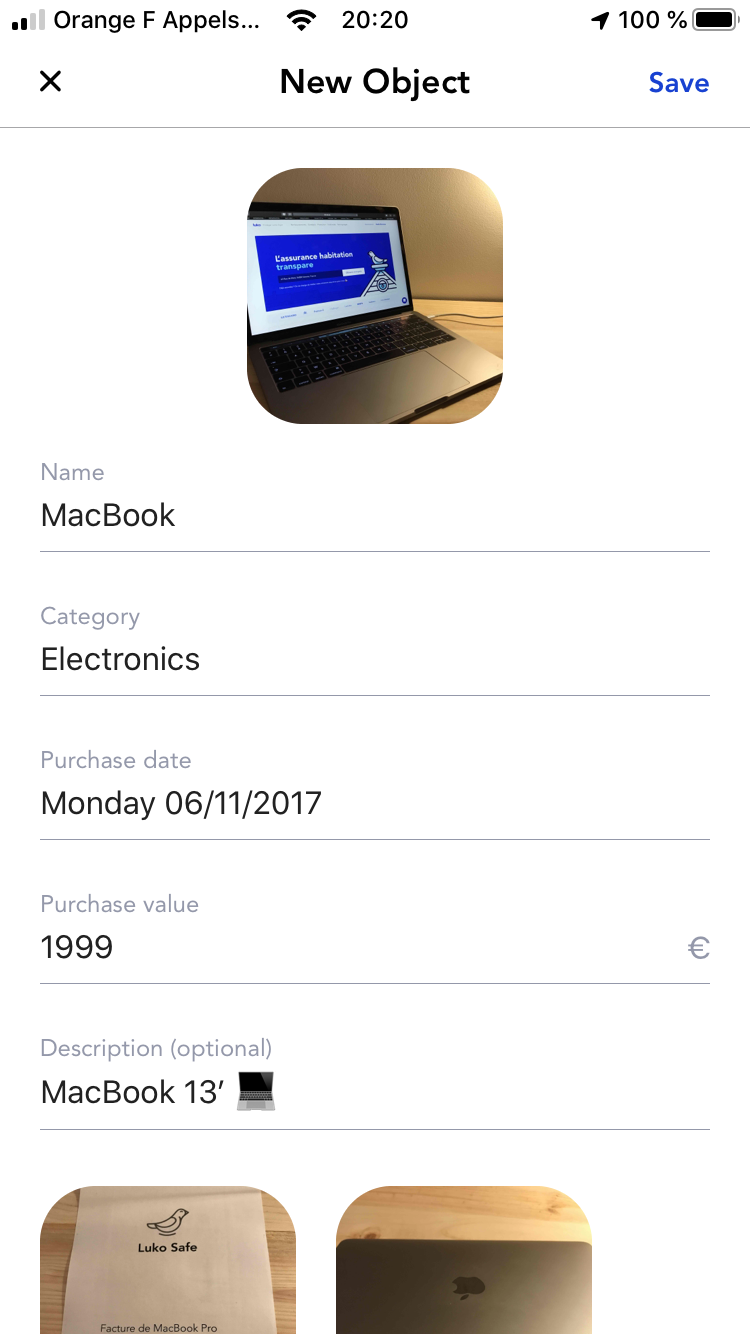 Orange F Appels... 20:20 100 %
New Object Save
L'assurance habitation
transpare
Name
MacBook
Category
Electronics
Purchase date
Monday 06/11/2017
Purchase value
1999 €
Description (optional)
MacBook 13′ 💻
Luko Safe
Facture de MacBook Pro